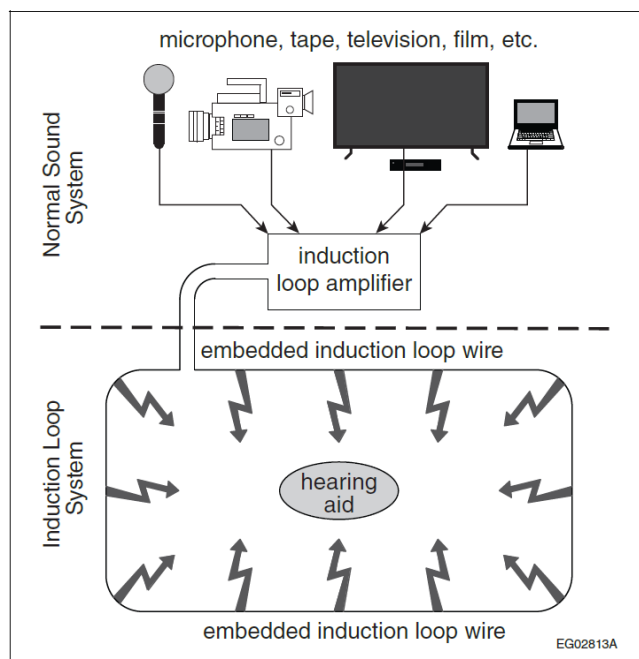 microphone, tape, television, film, etc.
Normal Sound
System
induction
loop amplifier
embedded induction loop wire
Induction Loop
System
hearing
aid
embedded induction loop wire
EG02813A